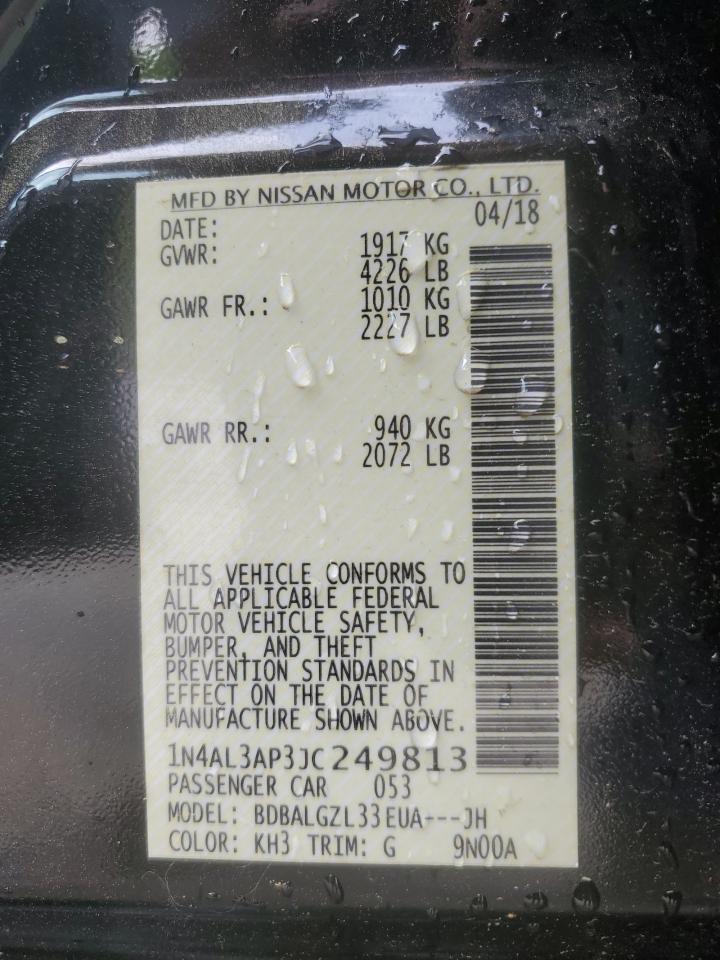 MFD BY NISSAN MOTOR CO., LTD.
DATE: 04/18
GVWR: 1917 KG
4226 LB
GAWR FR.: 1010 KG
2227 LB
GAWR RR.: 940 KG
2072 LB
THIS VEHICLE CONFORMS TO
ALL APPLICABLE FEDERAL
MOTOR VEHICLE SAFETY,
BUMPER, AND THEFT
PREVENTION STANDARDS IN
EFFECT ON THE DATE OF
MANUFACTURE SHOWN ABOVE.
1N4AL3AP3JC249813
PASSENGER CAR 053
MODEL: BDBALGZL33EUA---JH
COLOR: KH3 TRIM: G 9N00A